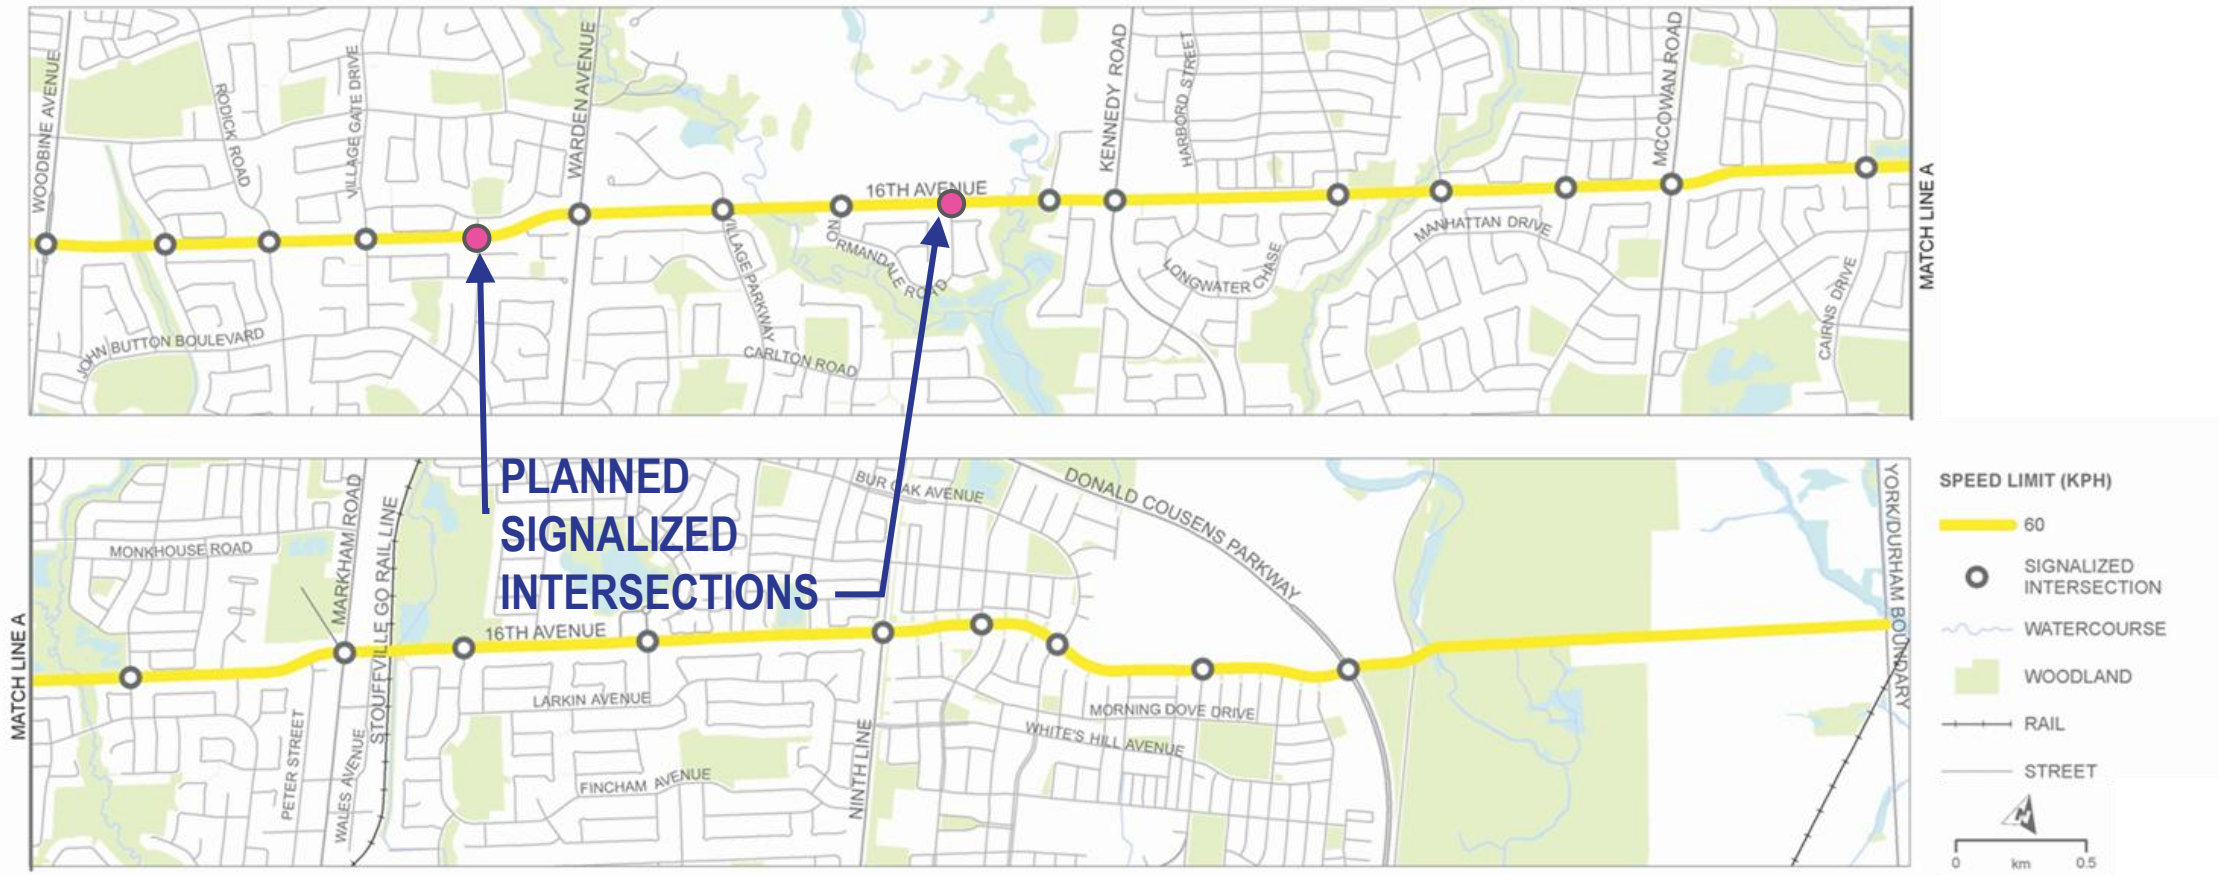 WOODBINE AVENUE
RODICK ROAD
VILLAGE GATE DRIVE
WARDEN AVENUE
KENNEDY ROAD
HARBORD STREET
MCCOWAN ROAD
16TH AVENUE
VILLAGE PARKWAY
NORMANDALE ROAD
LONGWATER CHASE
MANHATTAN DRIVE
CAIRNS DRIVE
JOHN BUTTON BOULEVARD
CARLTON ROAD
MATCH LINE A
PLANNED
SIGNALIZED
INTERSECTIONS
MATCH LINE A
MONKHOUSE ROAD
MARKHAM ROAD
STOUFFVILLE GO RAIL LINE
BUR OAK AVENUE
DONALD COUSENS PARKWAY
YORK/DURHAM BOUNDARY
16TH AVENUE
LARKIN AVENUE
PETER STREET
WALES AVENUE
FINCHAM AVENUE
NINTH LINE
MORNING DOVE DRIVE
WHITE'S HILL AVENUE
SPEED LIMIT (KPH)
60
SIGNALIZED
INTERSECTION
WATERCOURSE
WOODLAND
RAIL
STREET
0 km 0.5